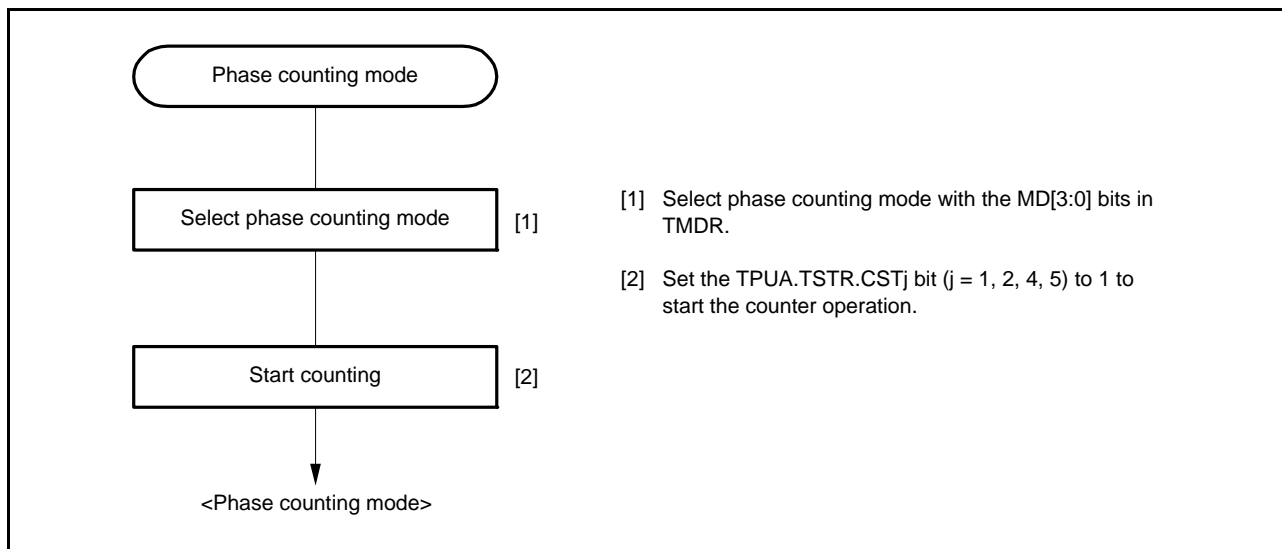 Phase counting mode
Select phase counting mode [1]
Start counting [2]
<Phase counting mode>
[1] Select phase counting mode with the MD[3:0] bits in
TMDR.
[2] Set the TPUA.TSTR.CSTj bit (j = 1, 2, 4, 5) to 1 to
start the counter operation.